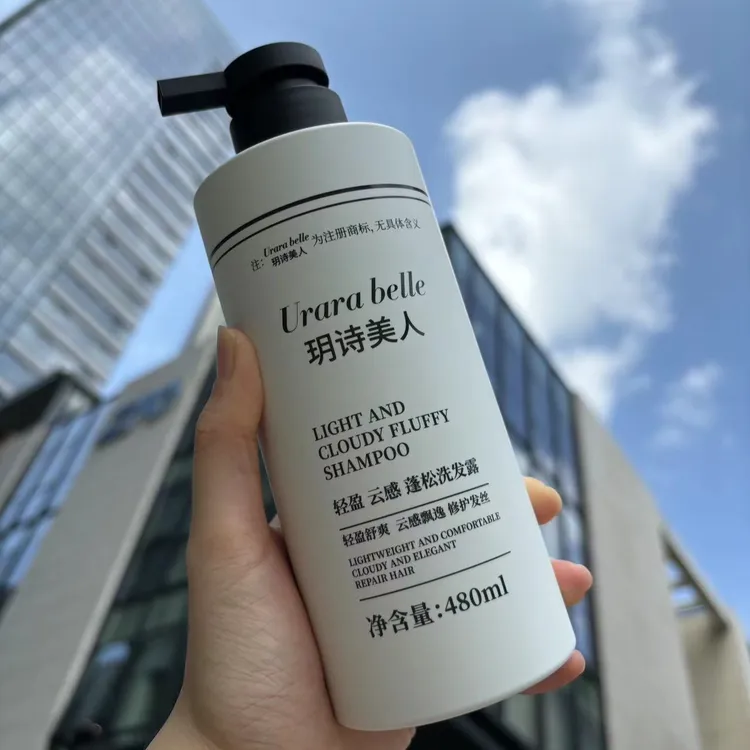 注: Urara belle 玥诗美人 为注册商标, 无具体含义
Urara belle
玥诗美人
LIGHT AND
CLOUDY FLUFFY
SHAMPOO
轻盈 云感 蓬松洗发露
轻盈舒爽 云感飘逸 修护发丝
LIGHTWEIGHT AND COMFORTABLE
CLOUDY AND ELEGANT
REPAIR HAIR
净含量:480ml